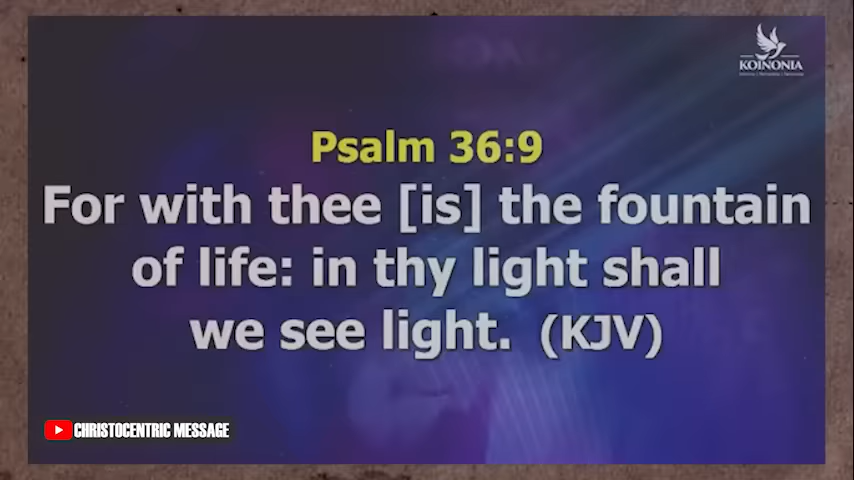 KOINONIA
Psalm 36:9
For with thee [is] the fountain
of life: in thy light shall
we see light. (KJV)
CHRISTOCENTRIC MESSAGE